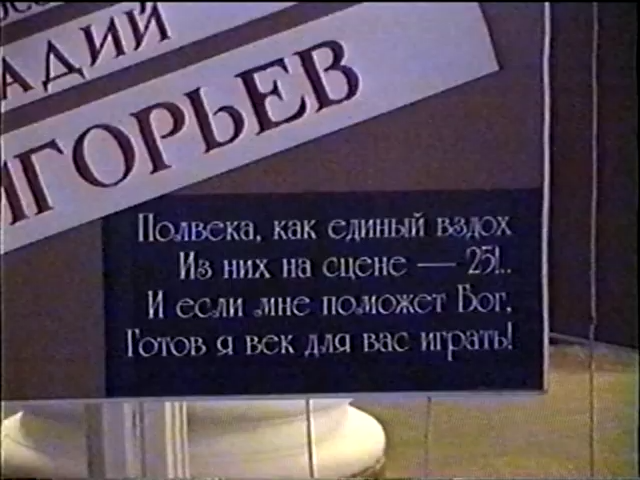 АДИЙ
ИГОРЬЕВ
Полвека, как единый вздох
Из них на сцене — 25!..
И если мне поможет Бог,
Готов я век для вас играть!